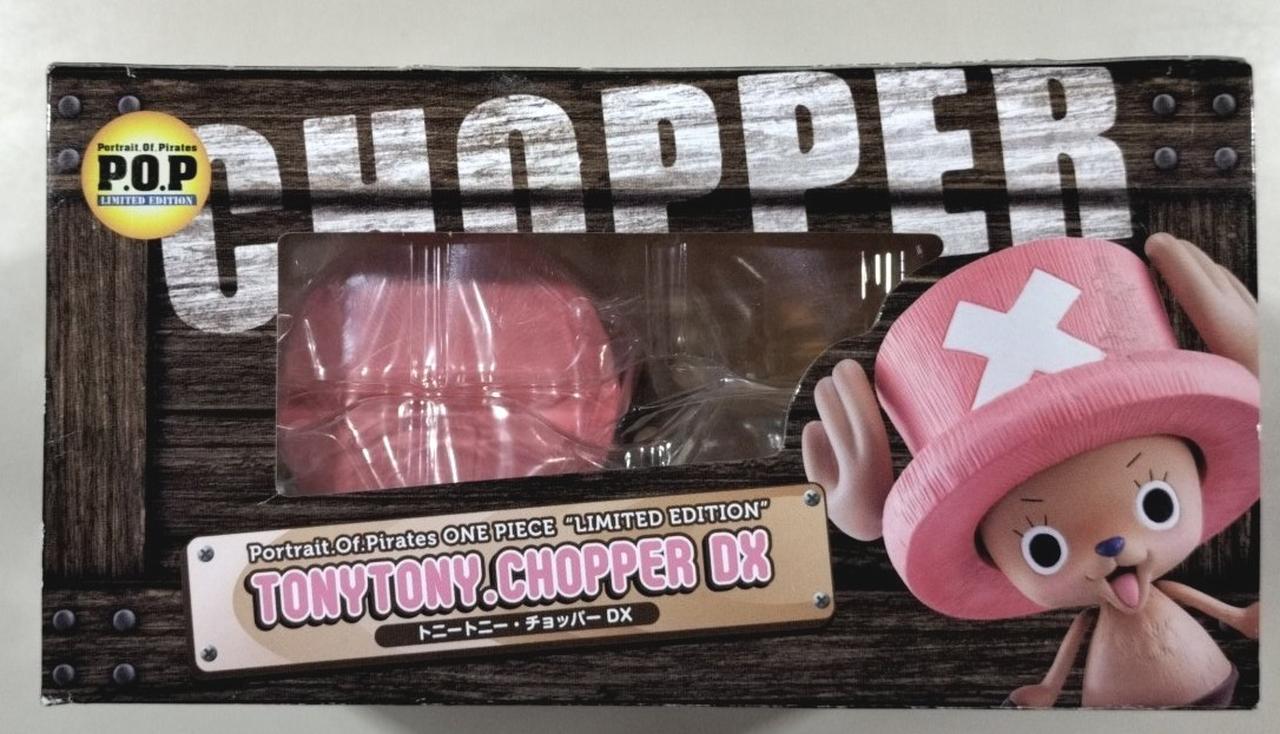 CHOPPER
Portrait.Of.Pirates
P.O.P
LIMITED EDITION
Portrait.Of.Pirates ONE PIECE “LIMITED EDITION”
TONYTONY.CHOPPER DX
トニートニー・チョッパー DX